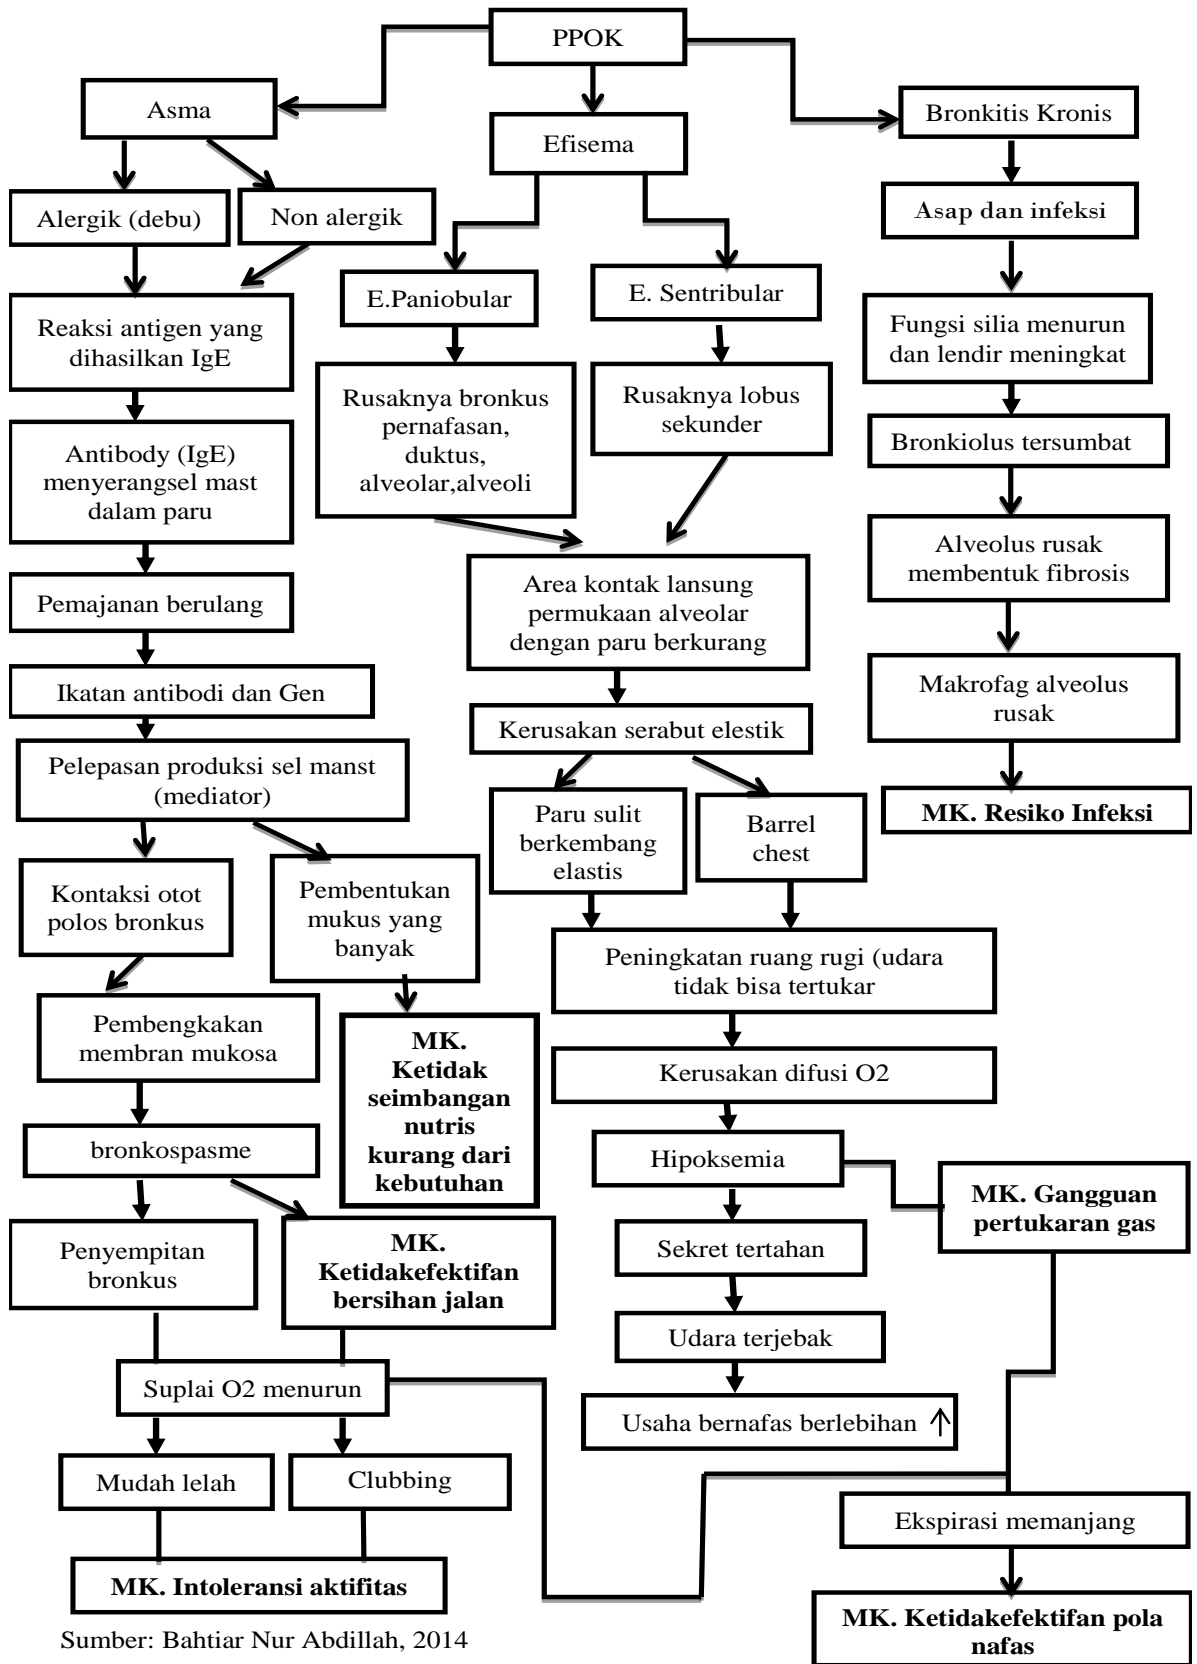 PPOK
Asma
Efisema
Bronkitis Kronis
Alergik (debu)
Non alergik
Asap dan infeksi
E.Paniobular
E. Sentribular
Reaksi antigen yang
dihasilkan IgE
Fungsi silia menurun
dan lendir meningkat
Rusaknya bronkus
pernafasan,
duktus,
alveolar,alveoli
Rusaknya lobus
sekunder
Antibody (IgE)
menyerangsel mast
dalam paru
Bronkiolus tersumbat
Alveolus rusak
membentuk fibrosis
Pemajanan berulang
Area kontak lansung
permukaan alveolar
dengan paru berkurang
Ikatan antibodi dan Gen
Makrofag alveolus
rusak
Kerusakan serabut elestik
Pelepasan produksi sel manst
(mediator)
Paru sulit
berkembang
elastis
Barrel
chest
MK. Resiko Infeksi
Kontaksi otot
polos bronkus
Pembentukan
mukus yang
banyak
Peningkatan ruang rugi (udara
tidak bisa tertukar
Pembengkakan
membran mukosa
MK.
Ketidak
seimbangan
nutris
kurang dari
kebutuhan
Kerusakan difusi O2
bronkospasme
Hipoksemia
MK. Gangguan
pertukaran gas
Penyempitan
bronkus
MK.
Ketidakefektifan
bersihan jalan
Sekret tertahan
Udara terjebak
Suplai O2 menurun
Usaha bernafas berlebihan
Mudah lelah
Clubbing
Ekspirasi memanjang
MK. Intoleransi aktifitas
MK. Ketidakefektifan pola
nafas
Sumber: Bahtiar Nur Abdillah, 2014